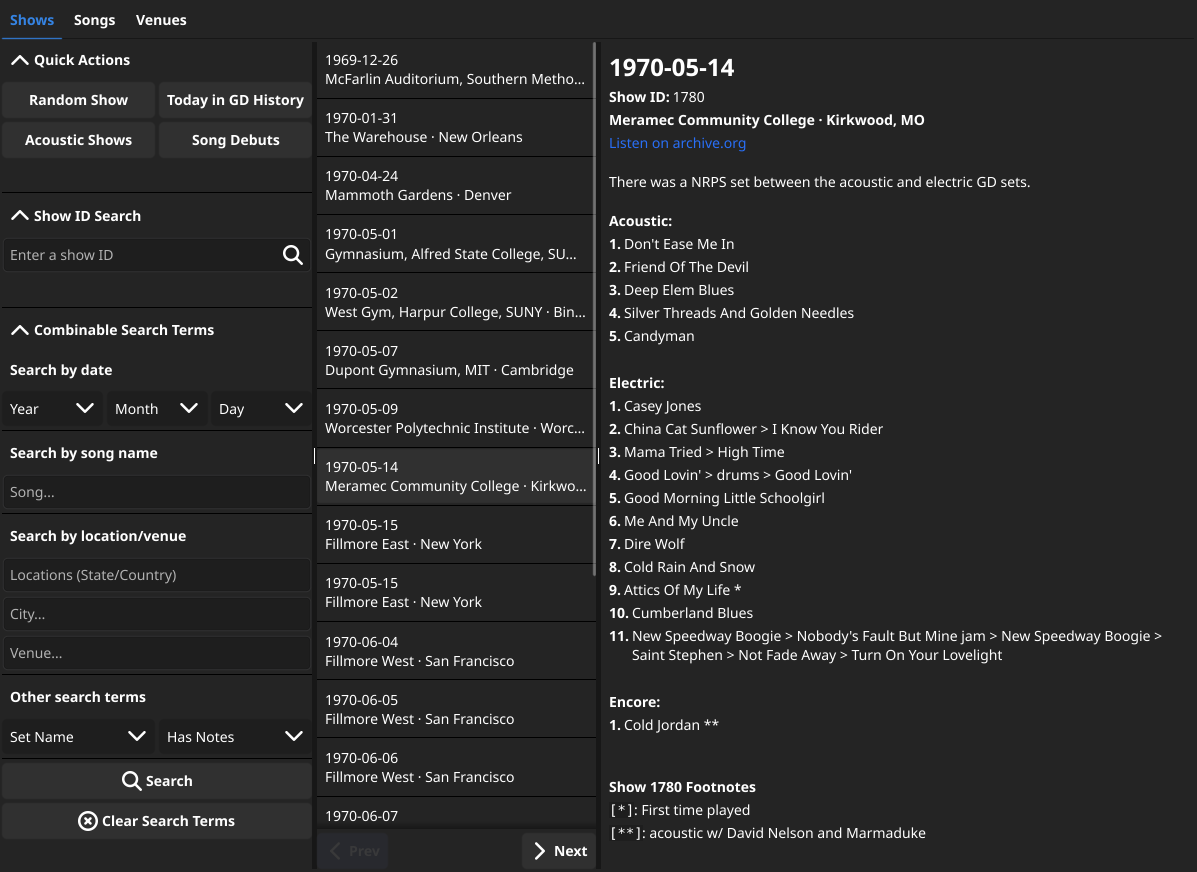 Shows Songs Venues
Quick Actions
Random Show
Today in GD History
Acoustic Shows
Song Debuts
Show ID Search
Enter a show ID
Combinable Search Terms
Search by date
Year
Month
Day
Search by song name
Song...
Search by location/venue
Locations (State/Country)
City...
Venue...
Other search terms
Set Name
Has Notes
Search
Clear Search Terms
1969-12-26
McFarlin Auditorium, Southern Metho...
1970-01-31
The Warehouse · New Orleans
1970-04-24
Mammoth Gardens · Denver
1970-05-01
Gymnasium, Alfred State College, SU...
1970-05-02
West Gym, Harpur College, SUNY · Bin...
1970-05-07
Dupont Gymnasium, MIT · Cambridge
1970-05-09
Worcester Polytechnic Institute · Worc...
1970-05-14
Meramec Community College · Kirkwo...
1970-05-15
Fillmore East · New York
1970-05-15
Fillmore East · New York
1970-06-04
Fillmore West · San Francisco
1970-06-05
Fillmore West · San Francisco
1970-06-06
Fillmore West · San Francisco
1970-06-07
Prev
Next
1970-05-14
Show ID: 1780
Meramec Community College · Kirkwood, MO
Listen on archive.org
There was a NRPS set between the acoustic and electric GD sets.
Acoustic:
1. Don't Ease Me In
2. Friend Of The Devil
3. Deep Elem Blues
4. Silver Threads And Golden Needles
5. Candyman
Electric:
1. Casey Jones
2. China Cat Sunflower > I Know You Rider
3. Mama Tried > High Time
4. Good Lovin' > drums > Good Lovin'
5. Good Morning Little Schoolgirl
6. Me And My Uncle
7. Dire Wolf
8. Cold Rain And Snow
9. Attics Of My Life *
10. Cumberland Blues
11. New Speedway Boogie > Nobody's Fault But Mine jam > New Speedway Boogie >
Saint Stephen > Not Fade Away > Turn On Your Lovelight
Encore:
1. Cold Jordan **
Show 1780 Footnotes
[*]: First time played
[**]: acoustic w/ David Nelson and Marmaduke